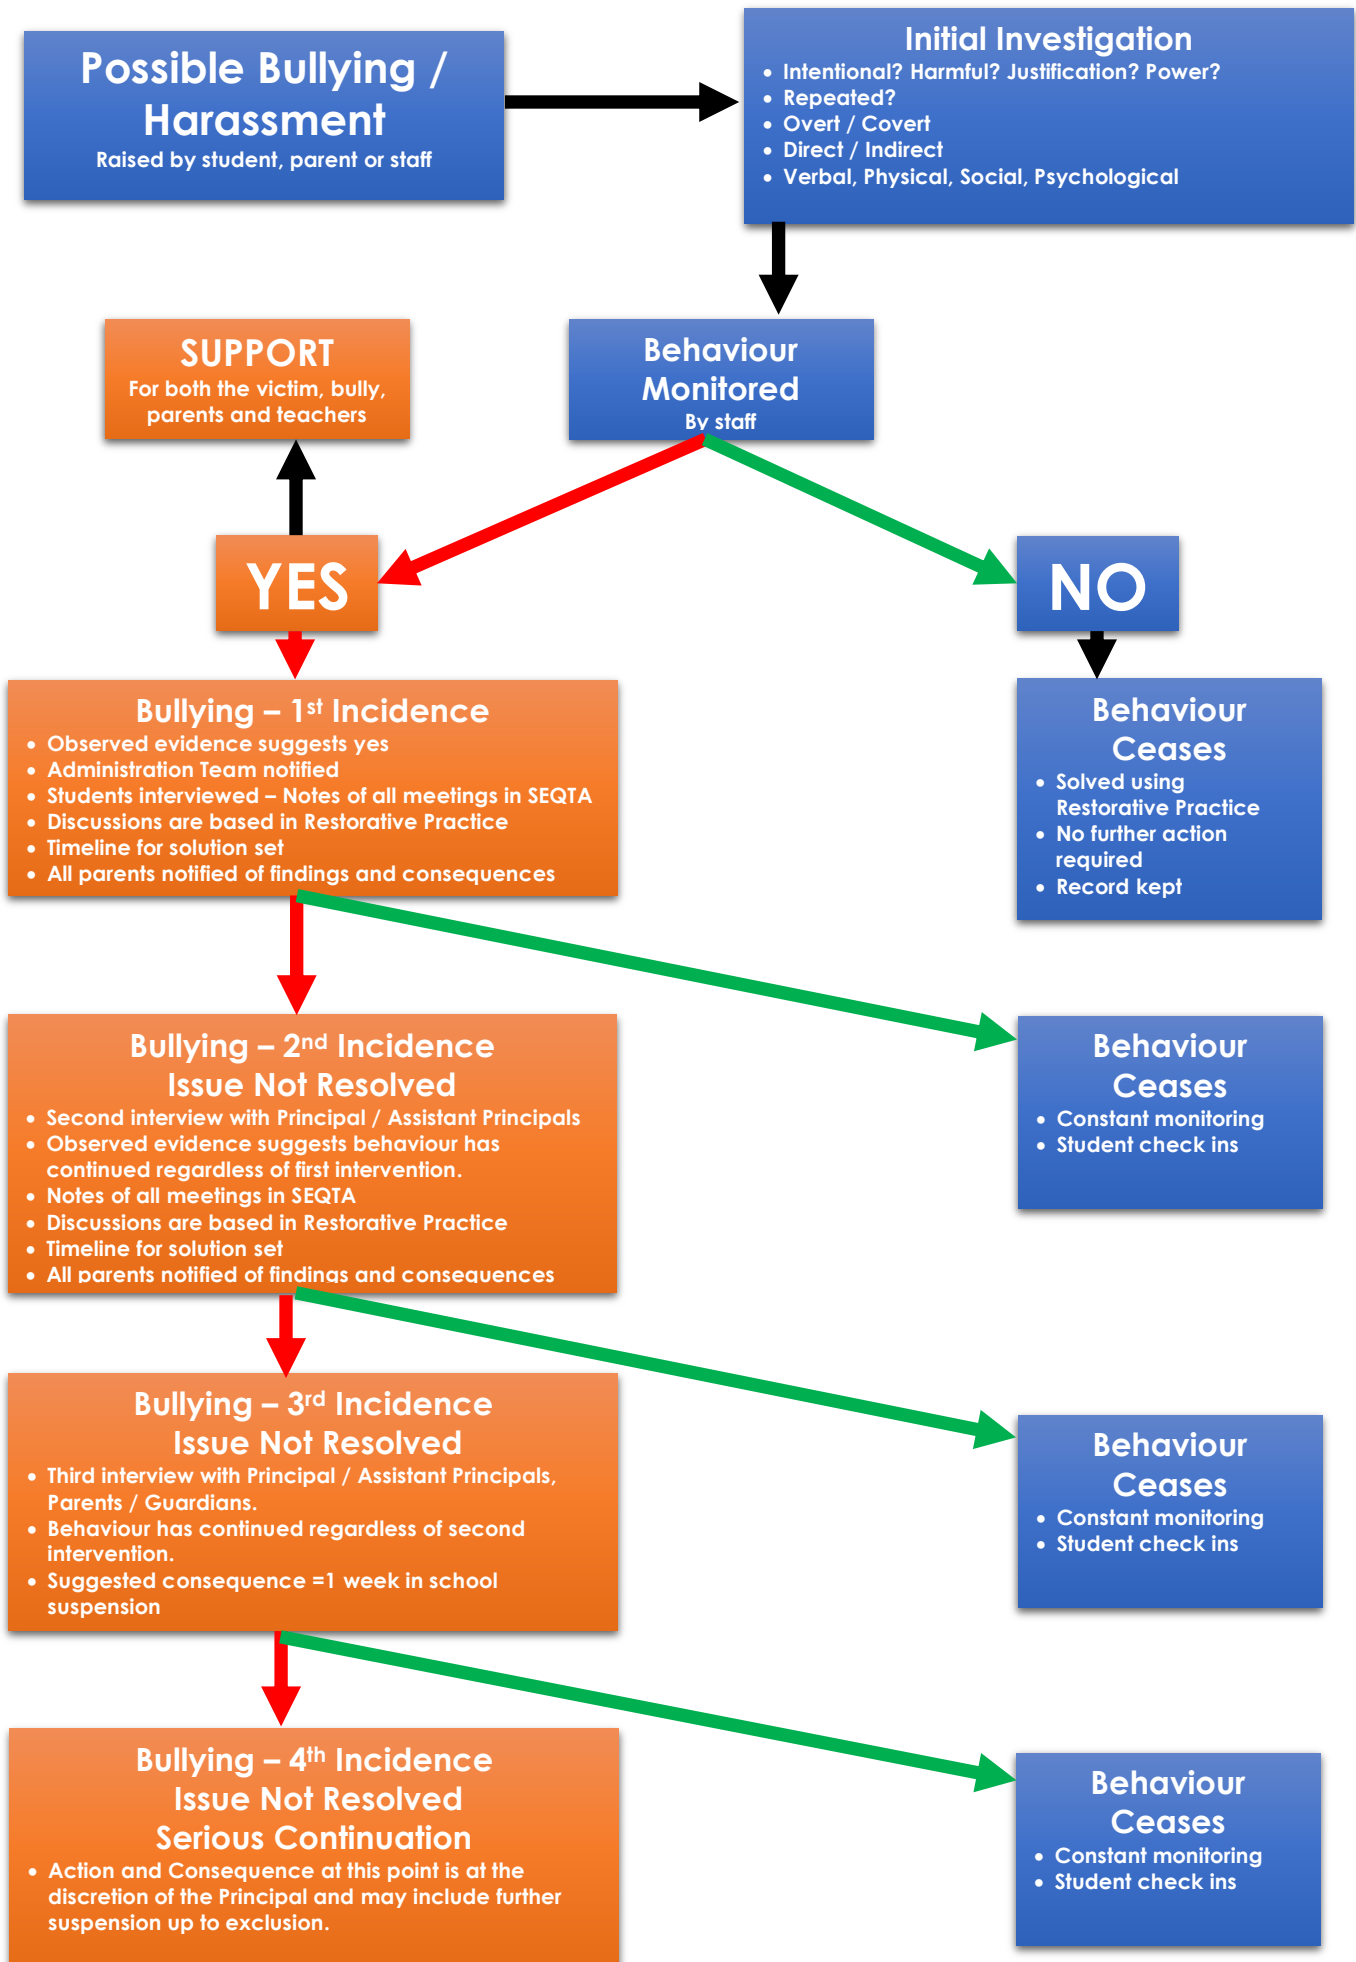 Possible Bullying /
Harassment
Raised by student, parent or staff
Initial Investigation
• Intentional? Harmful? Justification? Power?
• Repeated?
• Overt / Covert
• Direct / Indirect
• Verbal, Physical, Social, Psychological
SUPPORT
For both the victim, bully,
parents and teachers
Behaviour
Monitored
By staff
YES
NO
Bullying – 1st Incidence
• Observed evidence suggests yes
• Administration Team notified
• Students interviewed – Notes of all meetings in SEQTA
• Discussions are based in Restorative Practice
• Timeline for solution set
• All parents notified of findings and consequences
Behaviour
Ceases
• Solved using
Restorative Practice
• No further action
required
• Record kept
Bullying – 2nd Incidence
Issue Not Resolved
• Second interview with Principal / Assistant Principals
• Observed evidence suggests behaviour has
continued regardless of first intervention.
• Notes of all meetings in SEQTA
• Discussions are based in Restorative Practice
• Timeline for solution set
• All parents notified of findings and consequences
Behaviour
Ceases
• Constant monitoring
• Student check ins
Bullying – 3rd Incidence
Issue Not Resolved
• Third interview with Principal / Assistant Principals,
Parents / Guardians.
• Behaviour has continued regardless of second
intervention.
• Suggested consequence =1 week in school
suspension
Behaviour
Ceases
• Constant monitoring
• Student check ins
Bullying – 4th Incidence
Issue Not Resolved
Serious Continuation
• Action and Consequence at this point is at the
discretion of the Principal and may include further
suspension up to exclusion.
Behaviour
Ceases
• Constant monitoring
• Student check ins